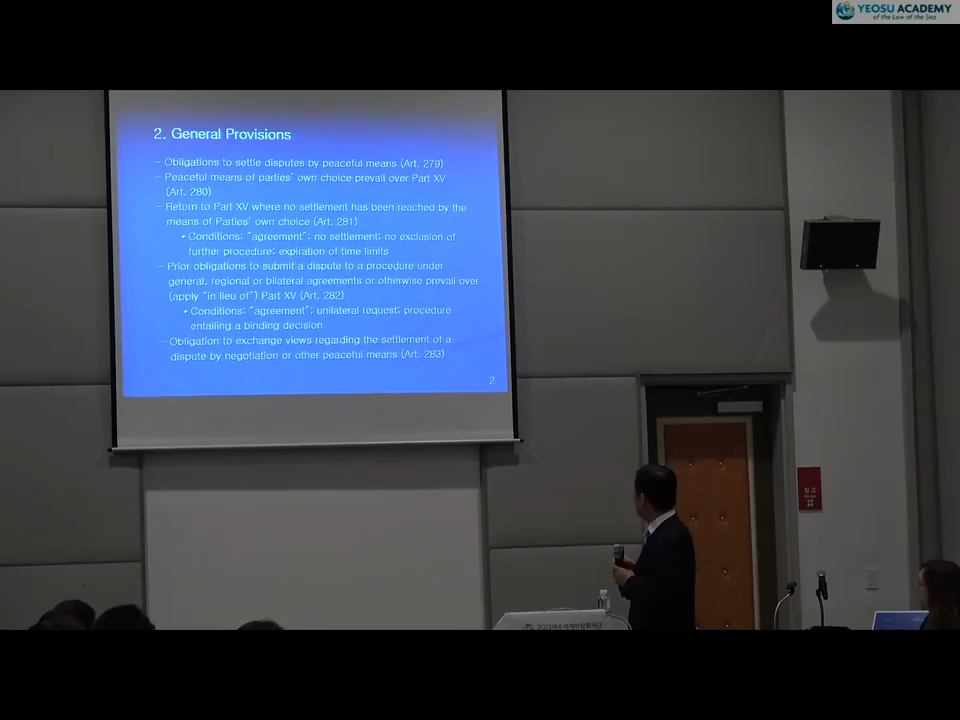 YEOSU ACADEMY
of the Law of the Sea
2. General Provisions
- Obligations to settle disputes by peaceful means (Art. 279)
- Peaceful means of parties' own choice prevail over Part XV
(Art. 280)
- Return to Part XV where no settlement has been reached by the
means of Parties' own choice (Art. 281)
• Conditions: "agreement"; no settlement; no exclusion of
further procedure; expiration of time limits
- Prior obligations to submit a dispute to a procedure under
general, regional or bilateral agreements or otherwise prevail over
(apply "in lieu of") Part XV (Art. 282)
• Conditions: "agreement"; unilateral request; procedure
entailing a binding decision
- Obligation to exchange views regarding the settlement of a
dispute by negotiation or other peaceful means (Art. 283)
2